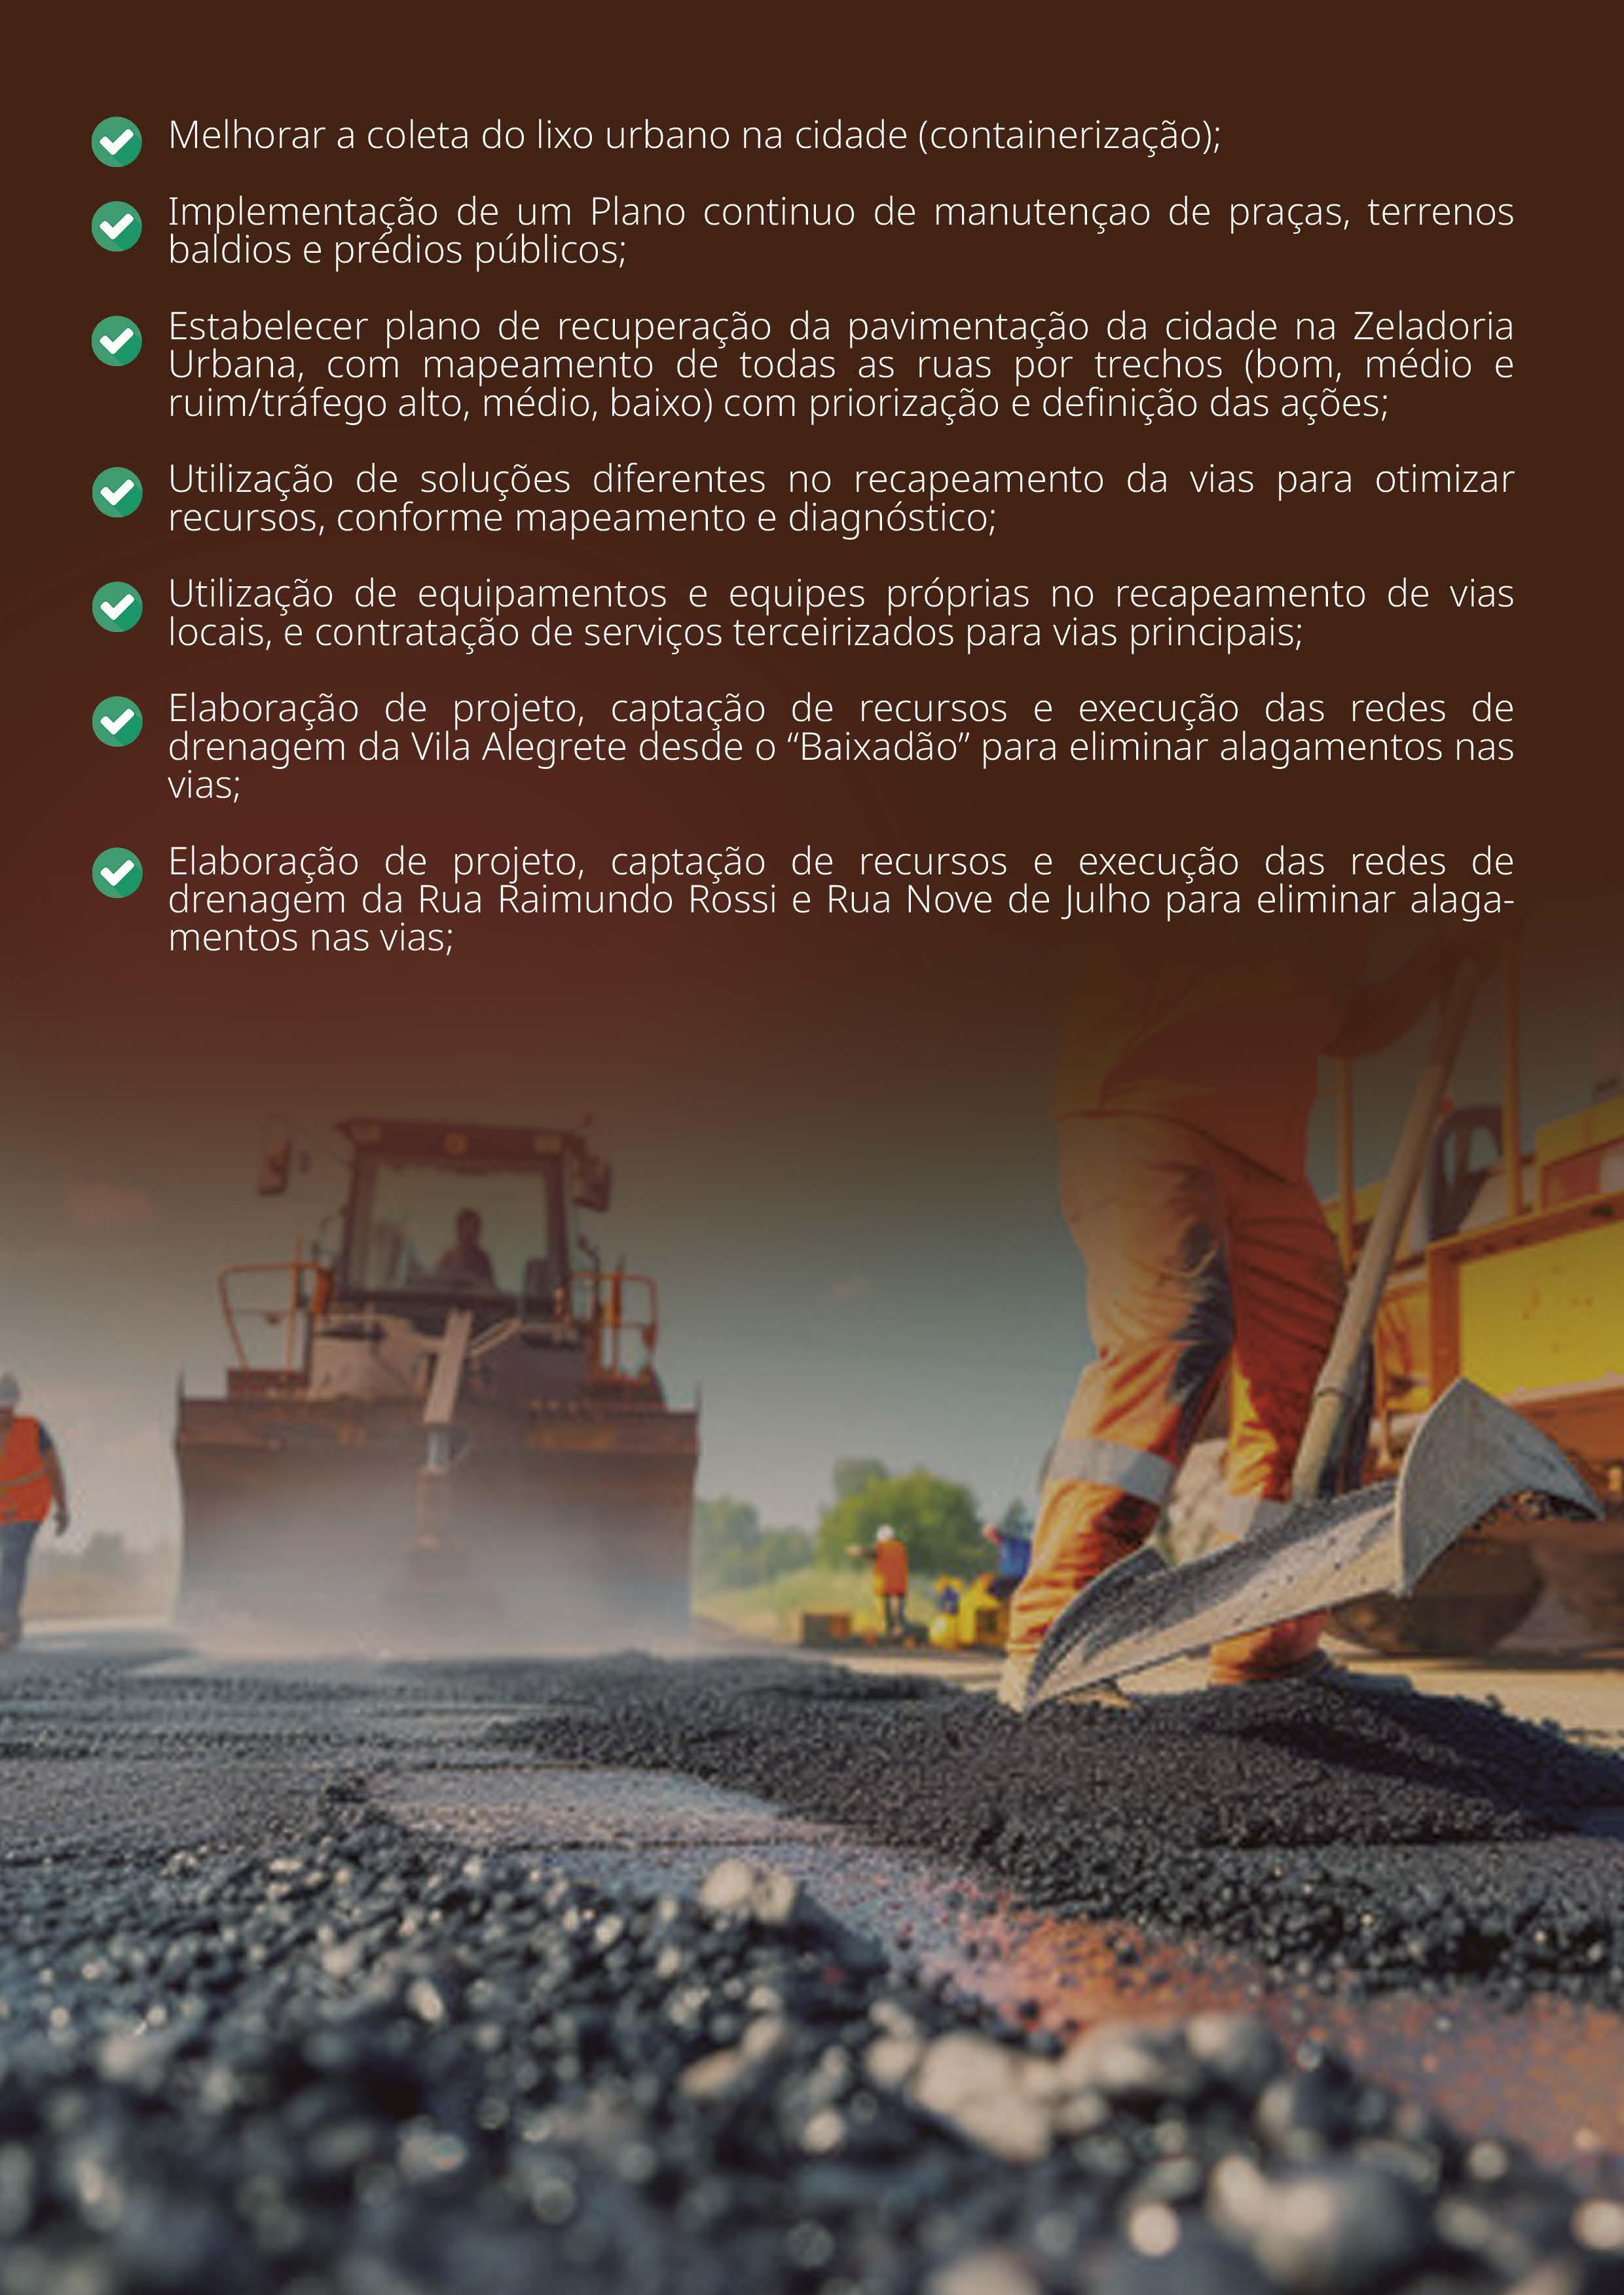 Melhorar a coleta do lixo urbano na cidade (containerização);
Implementação de um Plano continuo de manutençao de praças, terrenos
baldios e prédios públicos;
Estabelecer plano de recuperação da pavimentação da cidade na Zeladoria
Urbana, com mapeamento de todas as ruas por trechos (bom, médio e
ruim/tráfego alto, médio, baixo) com priorização e definição das ações;
Utilização de soluções diferentes no recapeamento da vias para otimizar
recursos, conforme mapeamento e diagnóstico;
Utilização de equipamentos e equipes próprias no recapeamento de vias
locais, e contratação de serviços terceirizados para vias principais;
Elaboração de projeto, captação de recursos e execução das redes de
drenagem da Vila Alegrete desde o “Baixadão” para eliminar alagamentos nas
vias;
Elaboração de projeto, captação de recursos e execução das redes de
drenagem da Rua Raimundo Rossi e Rua Nove de Julho para eliminar alaga-
mentos nas vias;